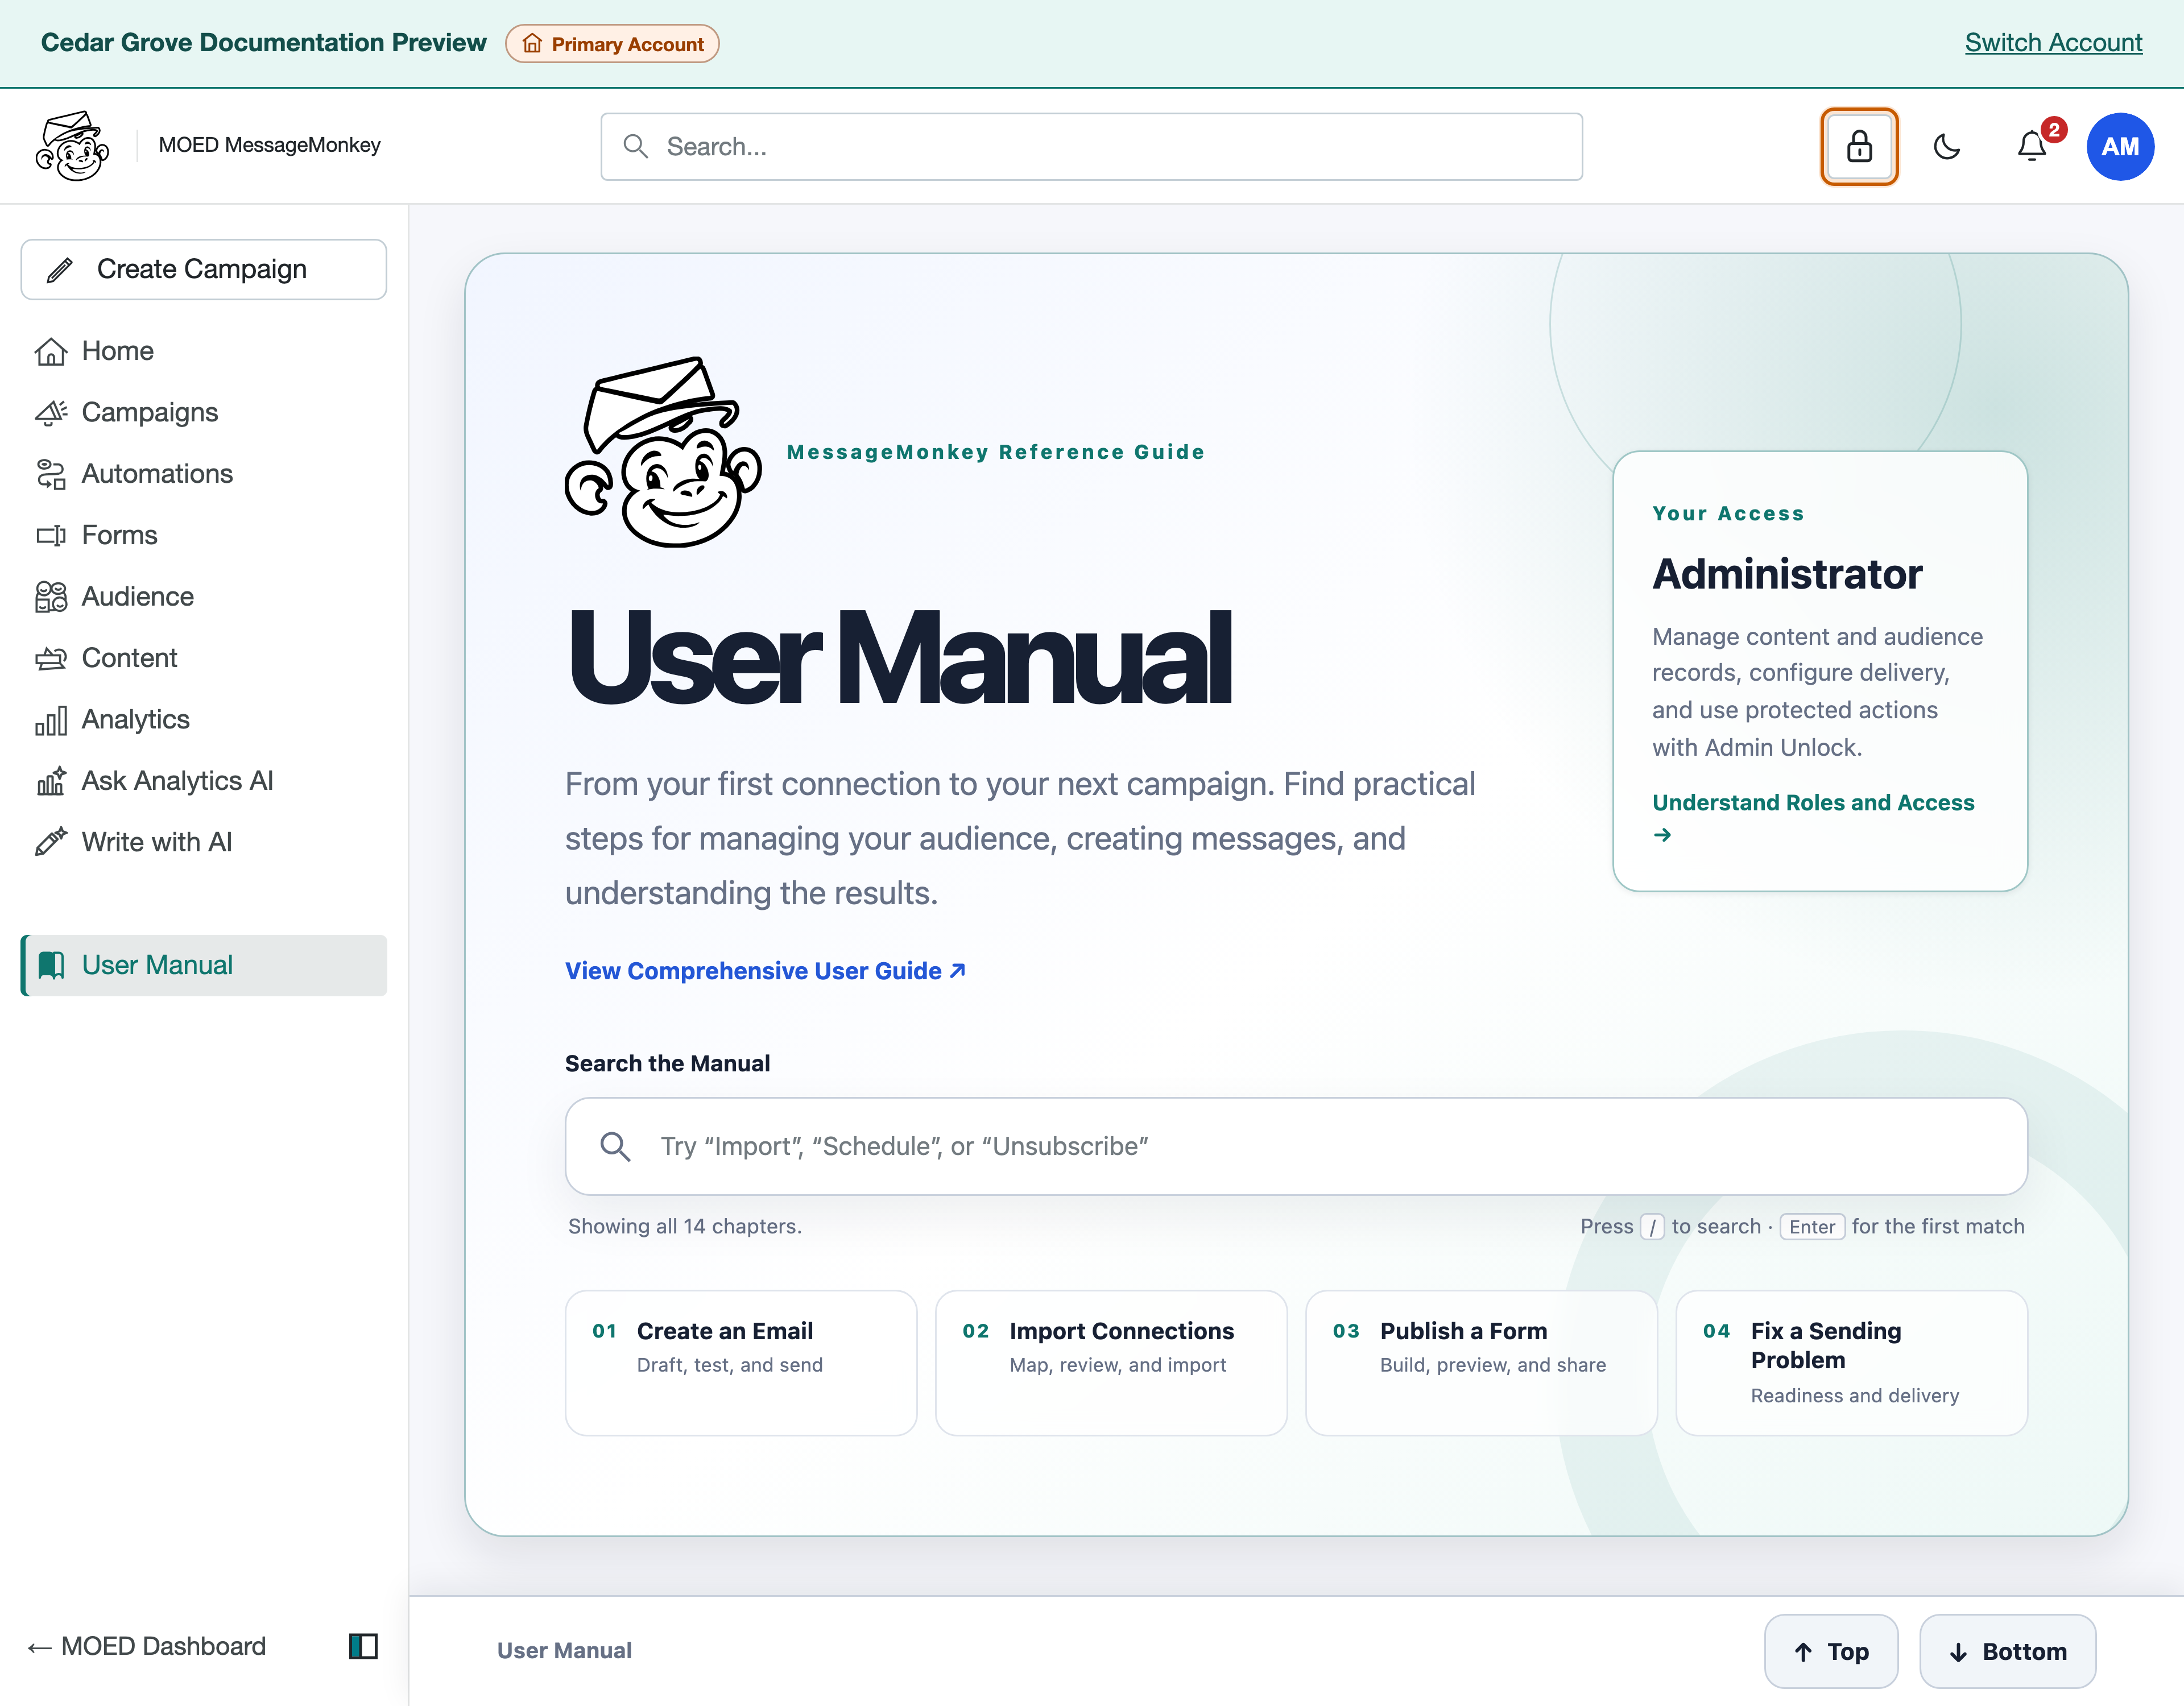 Cedar Grove Documentation Preview
Primary Account
Switch Account
MOED MessageMonkey
Search...
2
AM
Create Campaign
Home
Campaigns
Automations
Forms
Audience
Content
Analytics
Ask Analytics AI
Write with AI
User Manual
← MOED Dashboard
MessageMonkey Reference Guide
User Manual
From your first connection to your next campaign. Find practical
steps for managing your audience, creating messages, and
understanding the results.
View Comprehensive User Guide ↗
Your Access
Administrator
Manage content and audience
records, configure delivery,
and use protected actions
with Admin Unlock.
Understand Roles and Access
→
Search the Manual
Try “Import”, “Schedule”, or “Unsubscribe”
Showing all 14 chapters.
Press / to search · Enter for the first match
01 Create an Email
Draft, test, and send
02 Import Connections
Map, review, and import
03 Publish a Form
Build, preview, and share
04 Fix a Sending
Problem
Readiness and delivery
User Manual
↑ Top
↓ Bottom